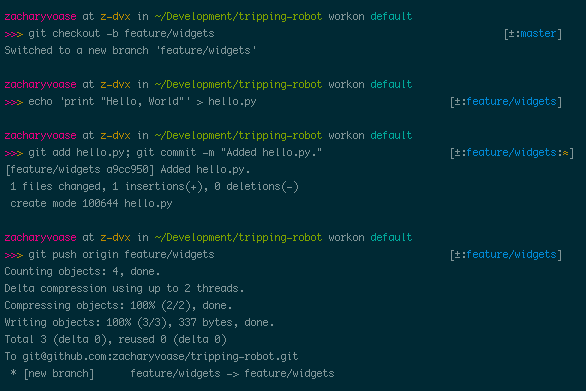 zacharyvoase at z-dvx in ~/Development/tripping-robot workon default
>>> git checkout -b feature/widgets [±:master]
Switched to a new branch 'feature/widgets'
zacharyvoase at z-dvx in ~/Development/tripping-robot workon default
>>> echo 'print "Hello, World"' > hello.py [±:feature/widgets]
zacharyvoase at z-dvx in ~/Development/tripping-robot workon default
>>> git add hello.py; git commit -m "Added hello.py." [±:feature/widgets:≈]
[feature/widgets a9cc950] Added hello.py.
1 files changed, 1 insertions(+), 0 deletions(-)
create mode 100644 hello.py
zacharyvoase at z-dvx in ~/Development/tripping-robot workon default
>>> git push origin feature/widgets [±:feature/widgets]
Counting objects: 4, done.
Delta compression using up to 2 threads.
Compressing objects: 100% (2/2), done.
Writing objects: 100% (3/3), 337 bytes, done.
Total 3 (delta 0), reused 0 (delta 0)
To git@github.com:zacharyvoase/tripping-robot.git
* [new branch] feature/widgets -> feature/widgets